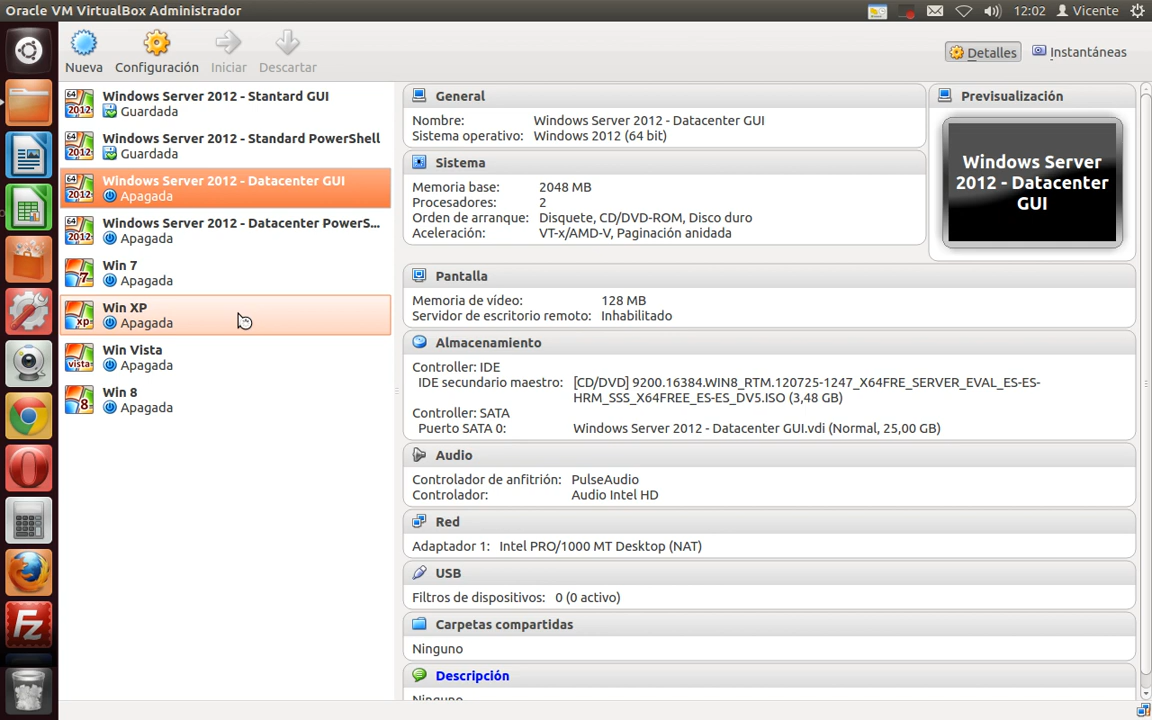 Oracle VM VirtualBox Administrador
12:02
Vicente
Nueva
Configuración
Iniciar
Descartar
Detalles
Instantáneas
Windows Server 2012 - Stantard GUI
Guardada
Windows Server 2012 - Standard PowerShell
Guardada
Windows Server 2012 - Datacenter GUI
Apagada
Windows Server 2012 - Datacenter PowerS...
Apagada
Win 7
Apagada
Win XP
Apagada
Win Vista
Apagada
Win 8
Apagada
General
Nombre: Windows Server 2012 - Datacenter GUI
Sistema operativo: Windows 2012 (64 bit)
Sistema
Memoria base: 2048 MB
Procesadores: 2
Orden de arranque: Disquete, CD/DVD-ROM, Disco duro
Aceleración: VT-x/AMD-V, Paginación anidada
Previsualización
Windows Server
2012 - Datacenter
GUI
Pantalla
Memoria de vídeo: 128 MB
Servidor de escritorio remoto: Inhabilitado
Almacenamiento
Controller: IDE
IDE secundario maestro: [CD/DVD] 9200.16384.WIN8_RTM.120725-1247_X64FRE_SERVER_EVAL_ES-ES-
HRM_SSS_X64FREE_ES-ES_DV5.ISO (3,48 GB)
Controller: SATA
Puerto SATA 0: Windows Server 2012 - Datacenter GUI.vdi (Normal, 25,00 GB)
Audio
Controlador de anfitrión: PulseAudio
Controlador: Audio Intel HD
Red
Adaptador 1: Intel PRO/1000 MT Desktop (NAT)
USB
Filtros de dispositivos: 0 (0 activo)
Carpetas compartidas
Ninguno
Descripción
Ninguno